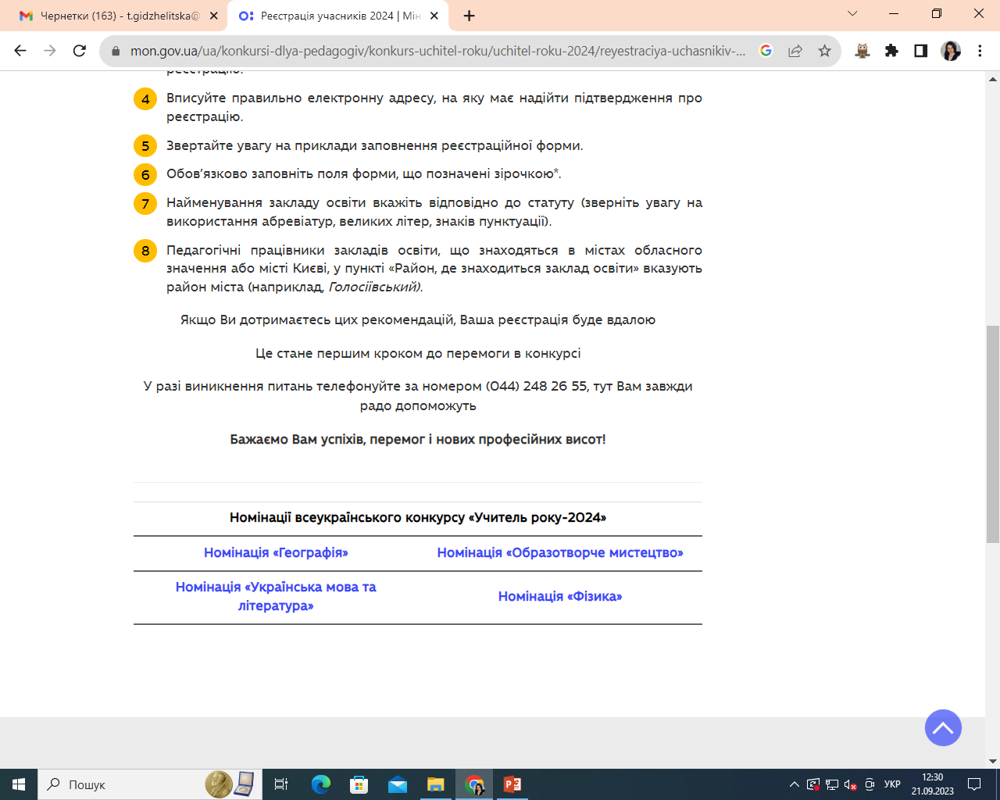 Чернетки (163) - t.gidzhelitska@
Реєстрація учасників 2024 | Мін
mon.gov.ua/ua/konkursi-dlya-pedagogiv/konkurs-uchitel-roku/uchitel-roku-2024/reyestraciya-uchasnikiv-...
реєстрацію.
4 Вписуйте правильно електронну адресу, на яку має надійти підтвердження про
реєстрацію.
5 Звертайте увагу на приклади заповнення реєстраційної форми.
6 Обов’язково заповніть поля форми, що позначені зірочкою*.
7 Найменування закладу освіти вкажіть відповідно до статуту (зверніть увагу на
використання абревіатур, великих літер, знаків пунктуації).
8 Педагогічні працівники закладів освіти, що знаходяться в містах обласного
значення або місті Києві, у пункті «Район, де знаходиться заклад освіти» вказують
район міста (наприклад, Голосіївський).
Якщо Ви дотримаєтесь цих рекомендацій, Ваша реєстрація буде вдалою
Це стане першим кроком до перемоги в конкурсі
У разі виникнення питань телефонуйте за номером (044) 248 26 55, тут Вам завжди
радо допоможуть
Бажаємо Вам успіхів, перемог і нових професійних висот!
Номінації всеукраїнського конкурсу «Учитель року-2024»
Номінація «Географія»
Номінація «Образотворче мистецтво»
Номінація «Українська мова та
література»
Номінація «Фізика»
Пошук
УКР
12:30
21.09.2023